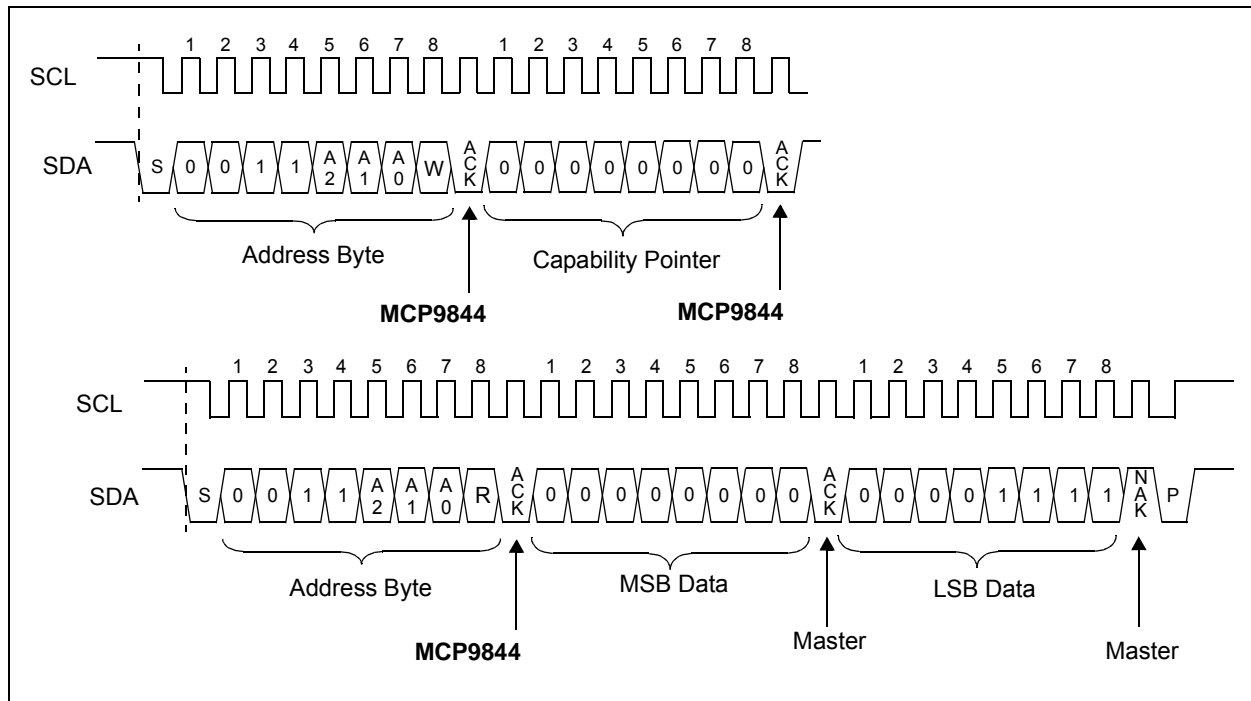 1 2 3 4 5 6 7 8 1 2 3 4 5 6 7 8
SCL
SDA S 0 0 1 1 A2 A1 A0 W ACK 0 0 0 0 0 0 0 0 ACK
Address Byte Capability Pointer
MCP9844 MCP9844
1 2 3 4 5 6 7 8 1 2 3 4 5 6 7 8 1 2 3 4 5 6 7 8
SCL
SDA S 0 0 1 1 A2 A1 A0 R ACK 0 0 0 0 0 0 0 0 ACK 0 0 0 0 1 1 1 1 NAK P
Address Byte MSB Data LSB Data
MCP9844 Master Master